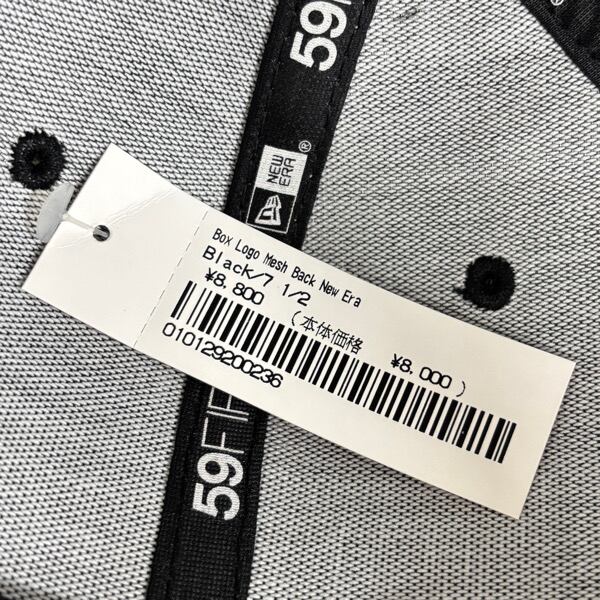 59
NEW
ERA
®
Box Logo Mesh Back New Era
Black/7 1/2
¥8,800
(本体価格 ¥8,000)
010129200236
59FIF